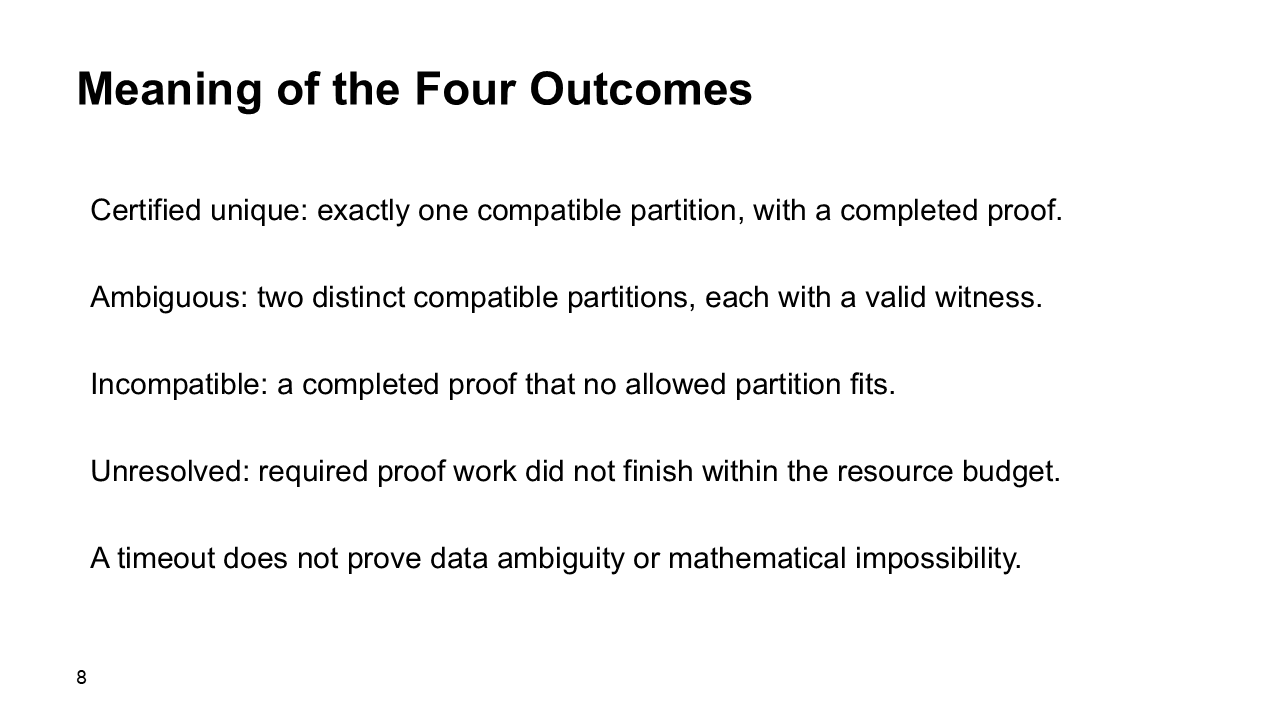 Meaning of the Four Outcomes
Certified unique: exactly one compatible partition, with a completed proof.
Ambiguous: two distinct compatible partitions, each with a valid witness.
Incompatible: a completed proof that no allowed partition fits.
Unresolved: required proof work did not finish within the resource budget.
A timeout does not prove data ambiguity or mathematical impossibility.
8